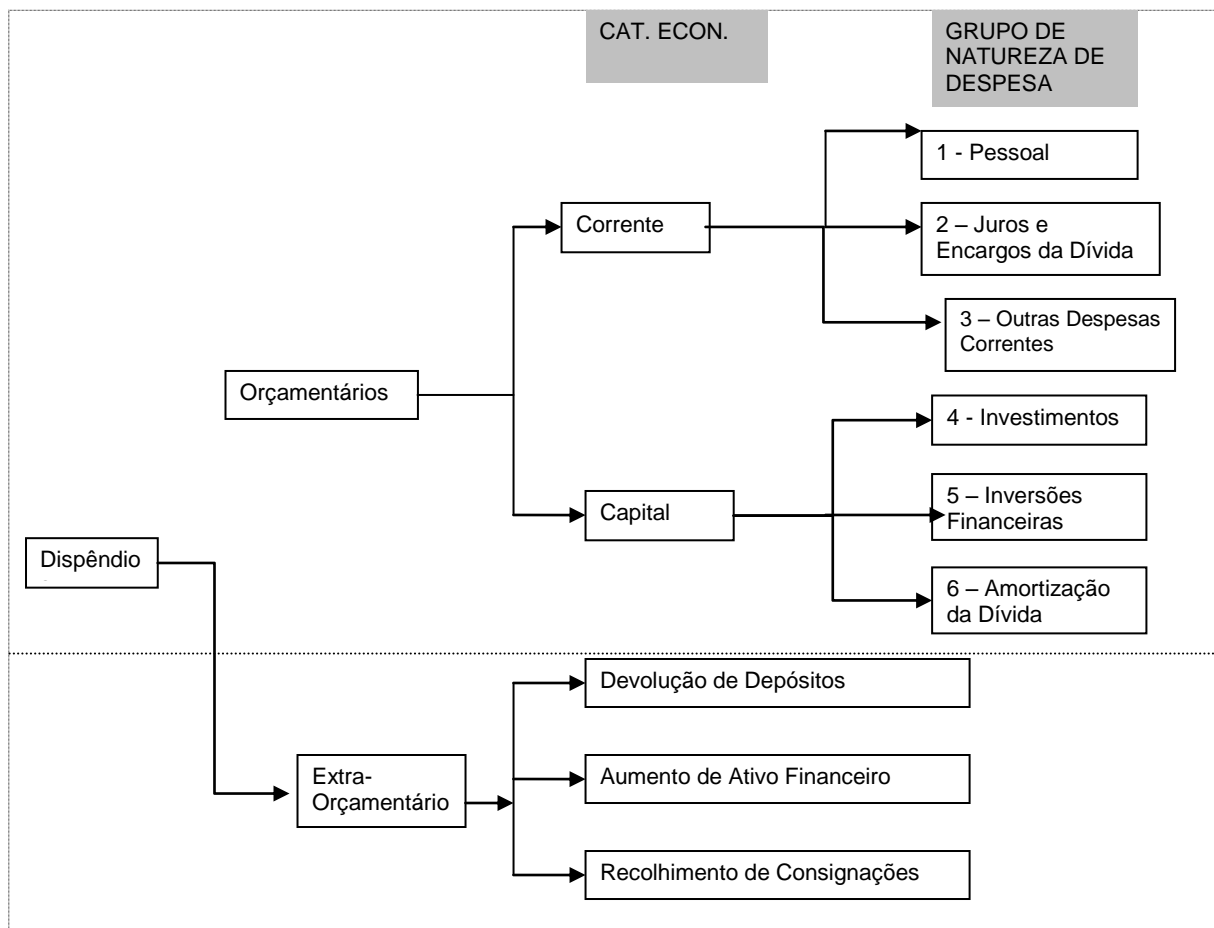 CAT. ECON.
GRUPO DE
NATUREZA DE
DESPESA
1 - Pessoal
Corrente
2 – Juros e
Encargos da Dívida
3 – Outras Despesas
Correntes
Orçamentários
4 - Investimentos
Capital
5 – Inversões
Financeiras
Dispêndio
6 – Amortização
da Dívida
Devolução de Depósitos
Extra-
Orçamentário
Aumento de Ativo Financeiro
Recolhimento de Consignações